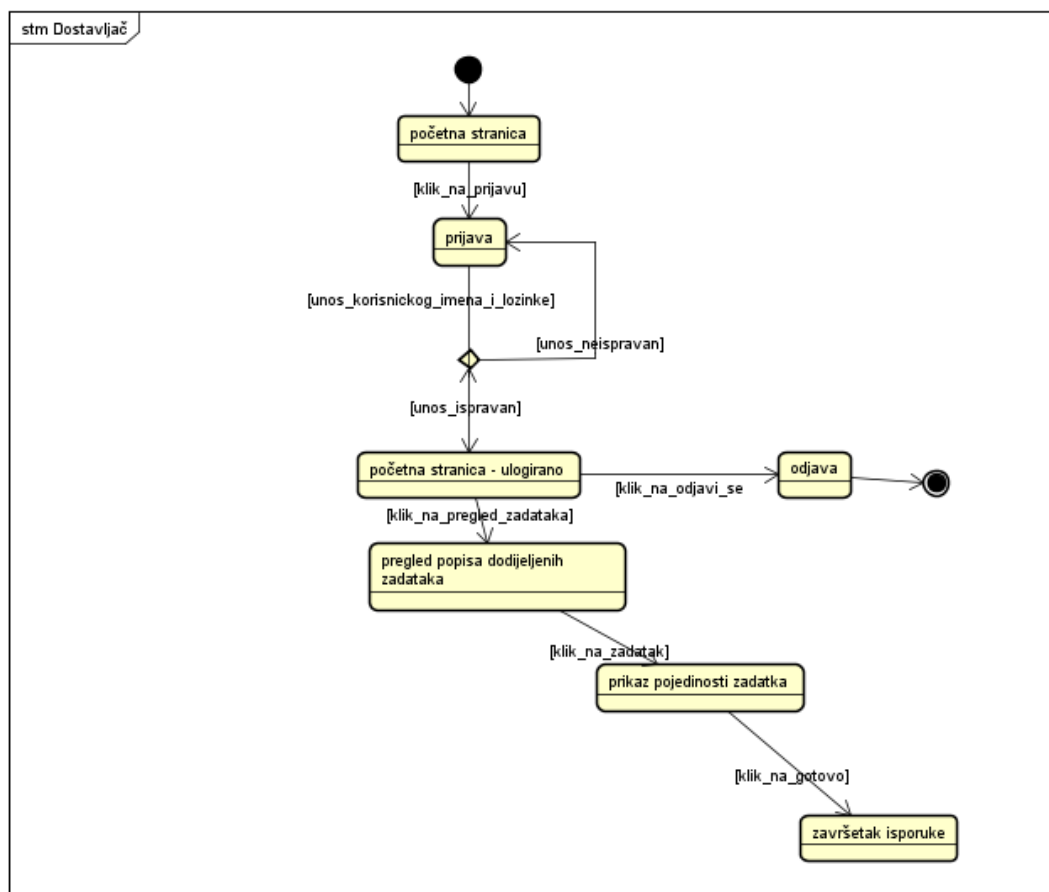 stm Dostavljač
početna stranica
[klik_na_prijavu]
prijava
[unos_korisnickog_imena_i_lozinke]
[unos_neispravan]
[unos_ispravan]
početna stranica - ulogirano
odjava
[klik_na_odjavi_se
[klik_na_pregled_zadataka]
pregled popisa dodijeljenih
zadataka
[klik_na_zadatak]
prikaz pojedinosti zadatka
[klik_na_gotovo]
završetak isporuke